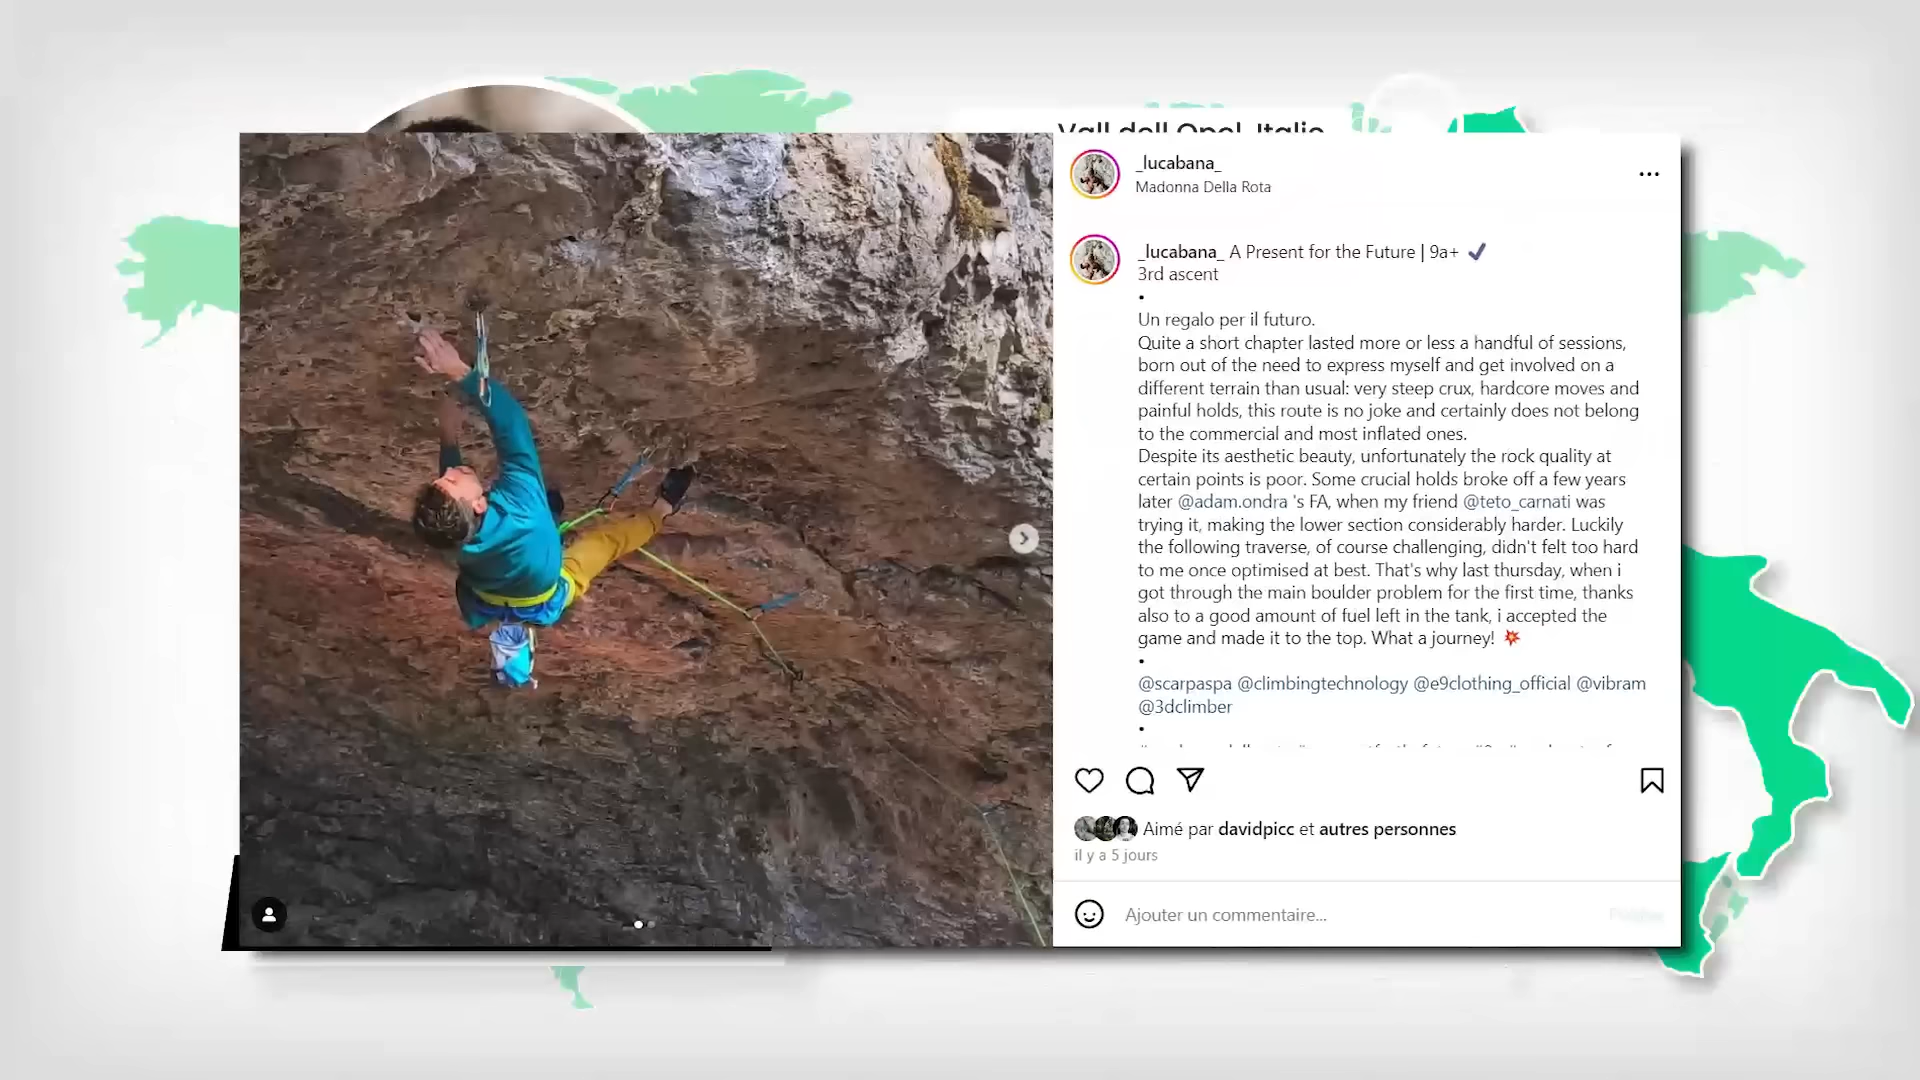 Vall dell Opol, Italie
_lucabana_
Madonna Della Rota
_lucabana_ A Present for the Future | 9a+
3rd ascent
•
Un regalo per il futuro.
Quite a short chapter lasted more or less a handful of sessions,
born out of the need to express myself and get involved on a
different terrain than usual: very steep crux, hardcore moves and
painful holds, this route is no joke and certainly does not belong
to the commercial and most inflated ones.
Despite its aesthetic beauty, unfortunately the rock quality at
certain points is poor. Some crucial holds broke off a few years
later @adam.ondra 's FA, when my friend @teto_carnati was
trying it, making the lower section considerably harder. Luckily
the following traverse, of course challenging, didn't felt too hard
to me once optimised at best. That's why last thursday, when i
got through the main boulder problem for the first time, thanks
also to a good amount of fuel left in the tank, i accepted the
game and made it to the top. What a journey!
•
@scarpaspa @climbingtechnology @e9clothing_official @vibram
@3dclimber
•
Aimé par davidpicc et autres personnes
il y a 5 jours
Ajouter un commentaire...
Publier